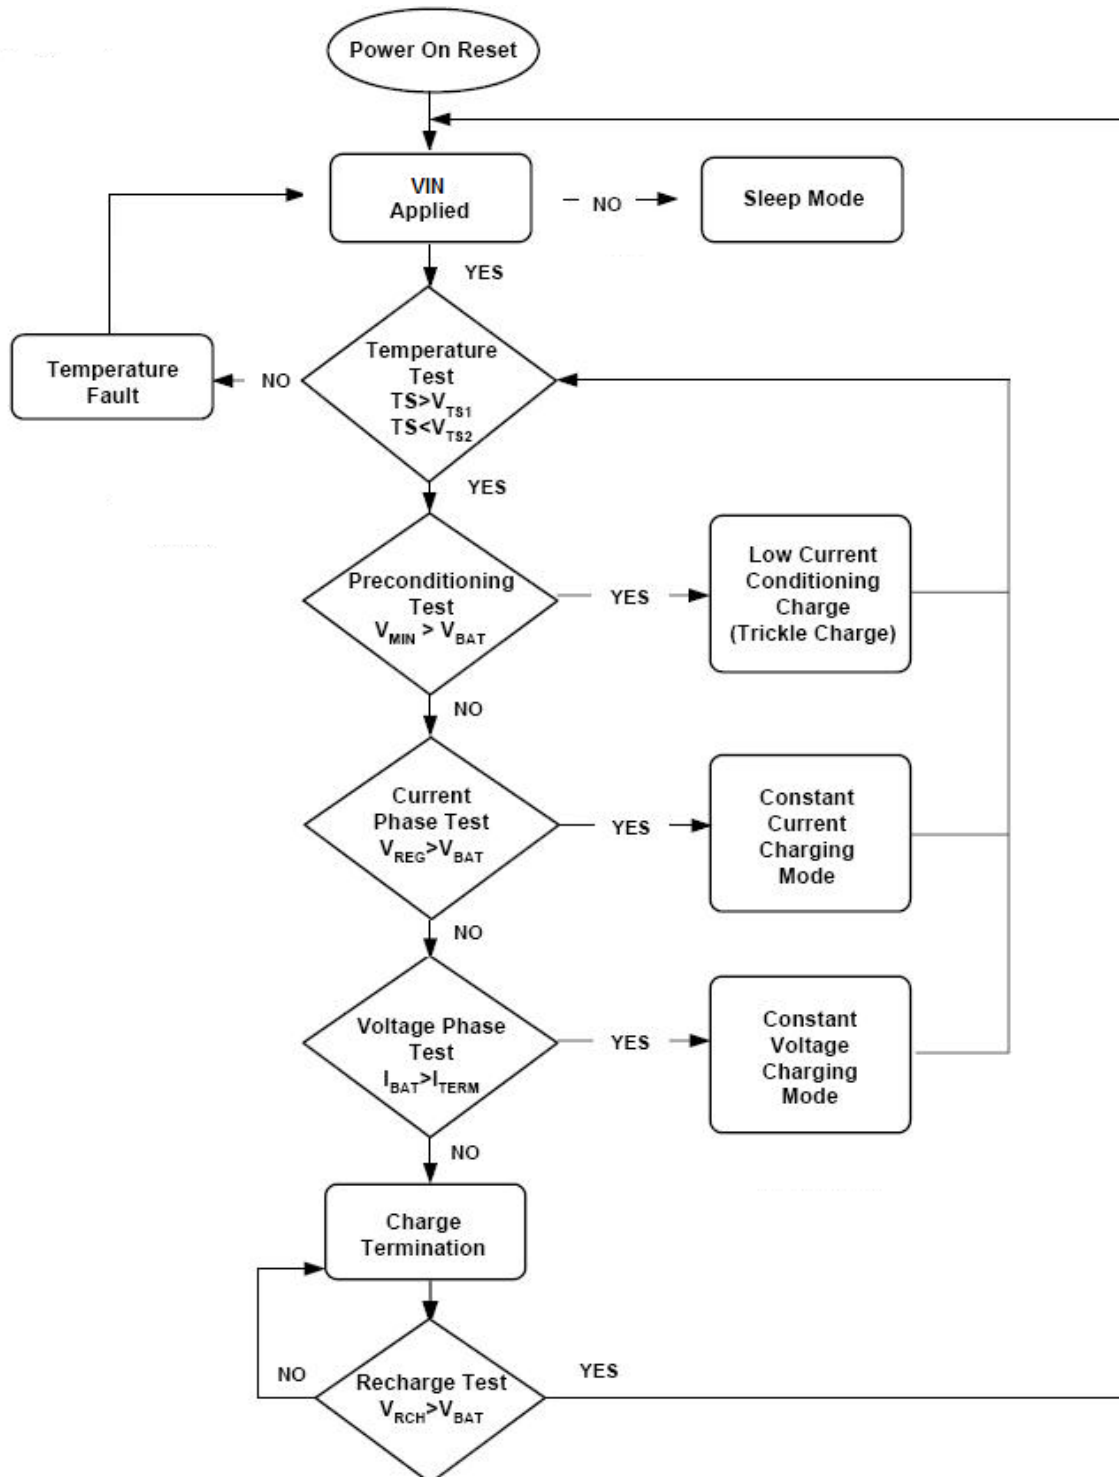 Power On Reset
VIN
Applied
NO
Sleep Mode
YES
Temperature
Test
TS>VTS1
TS<VTS2
NO
Temperature
Fault
YES
Preconditioning
Test
VMIN > VBAT
YES
Low Current
Conditioning
Charge
(Trickle Charge)
NO
Current
Phase Test
VREG>VBAT
YES
Constant
Current
Charging
Mode
NO
Voltage Phase
Test
IBAT>ITERM
YES
Constant
Voltage
Charging
Mode
NO
Charge
Termination
NO
Recharge Test
VRCH>VBAT
YES